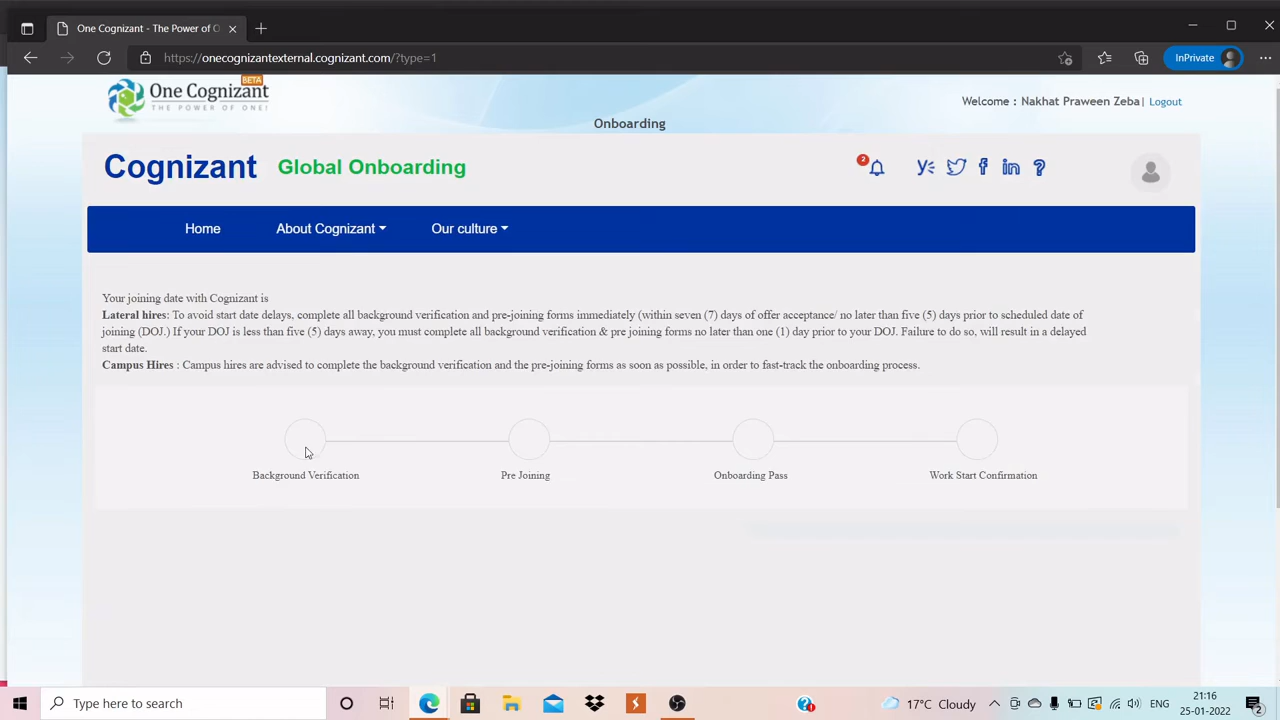 One Cognizant - The Power of O
https://onecognizantexternal.cognizant.com/?type=1
InPrivate
BETA
One Cognizant
THE POWER OF ONE!
Welcome : Nakhat Praween Zeba| Logout
Onboarding
Cognizant Global Onboarding
2
Home About Cognizant Our culture
Your joining date with Cognizant is
Lateral hires: To avoid start date delays, complete all background verification and pre-joining forms immediately (within seven (7) days of offer acceptance/ no later than five (5) days prior to scheduled date of
joining (DOJ.) If your DOJ is less than five (5) days away, you must complete all background verification & pre joining forms no later than one (1) day prior to your DOJ. Failure to do so, will result in a delayed
start date.
Campus Hires : Campus hires are advised to complete the background verification and the pre-joining forms as soon as possible, in order to fast-track the onboarding process.
Background Verification Pre Joining Onboarding Pass Work Start Confirmation
Type here to search
17°C Cloudy
ENG
21:16
25-01-2022
2